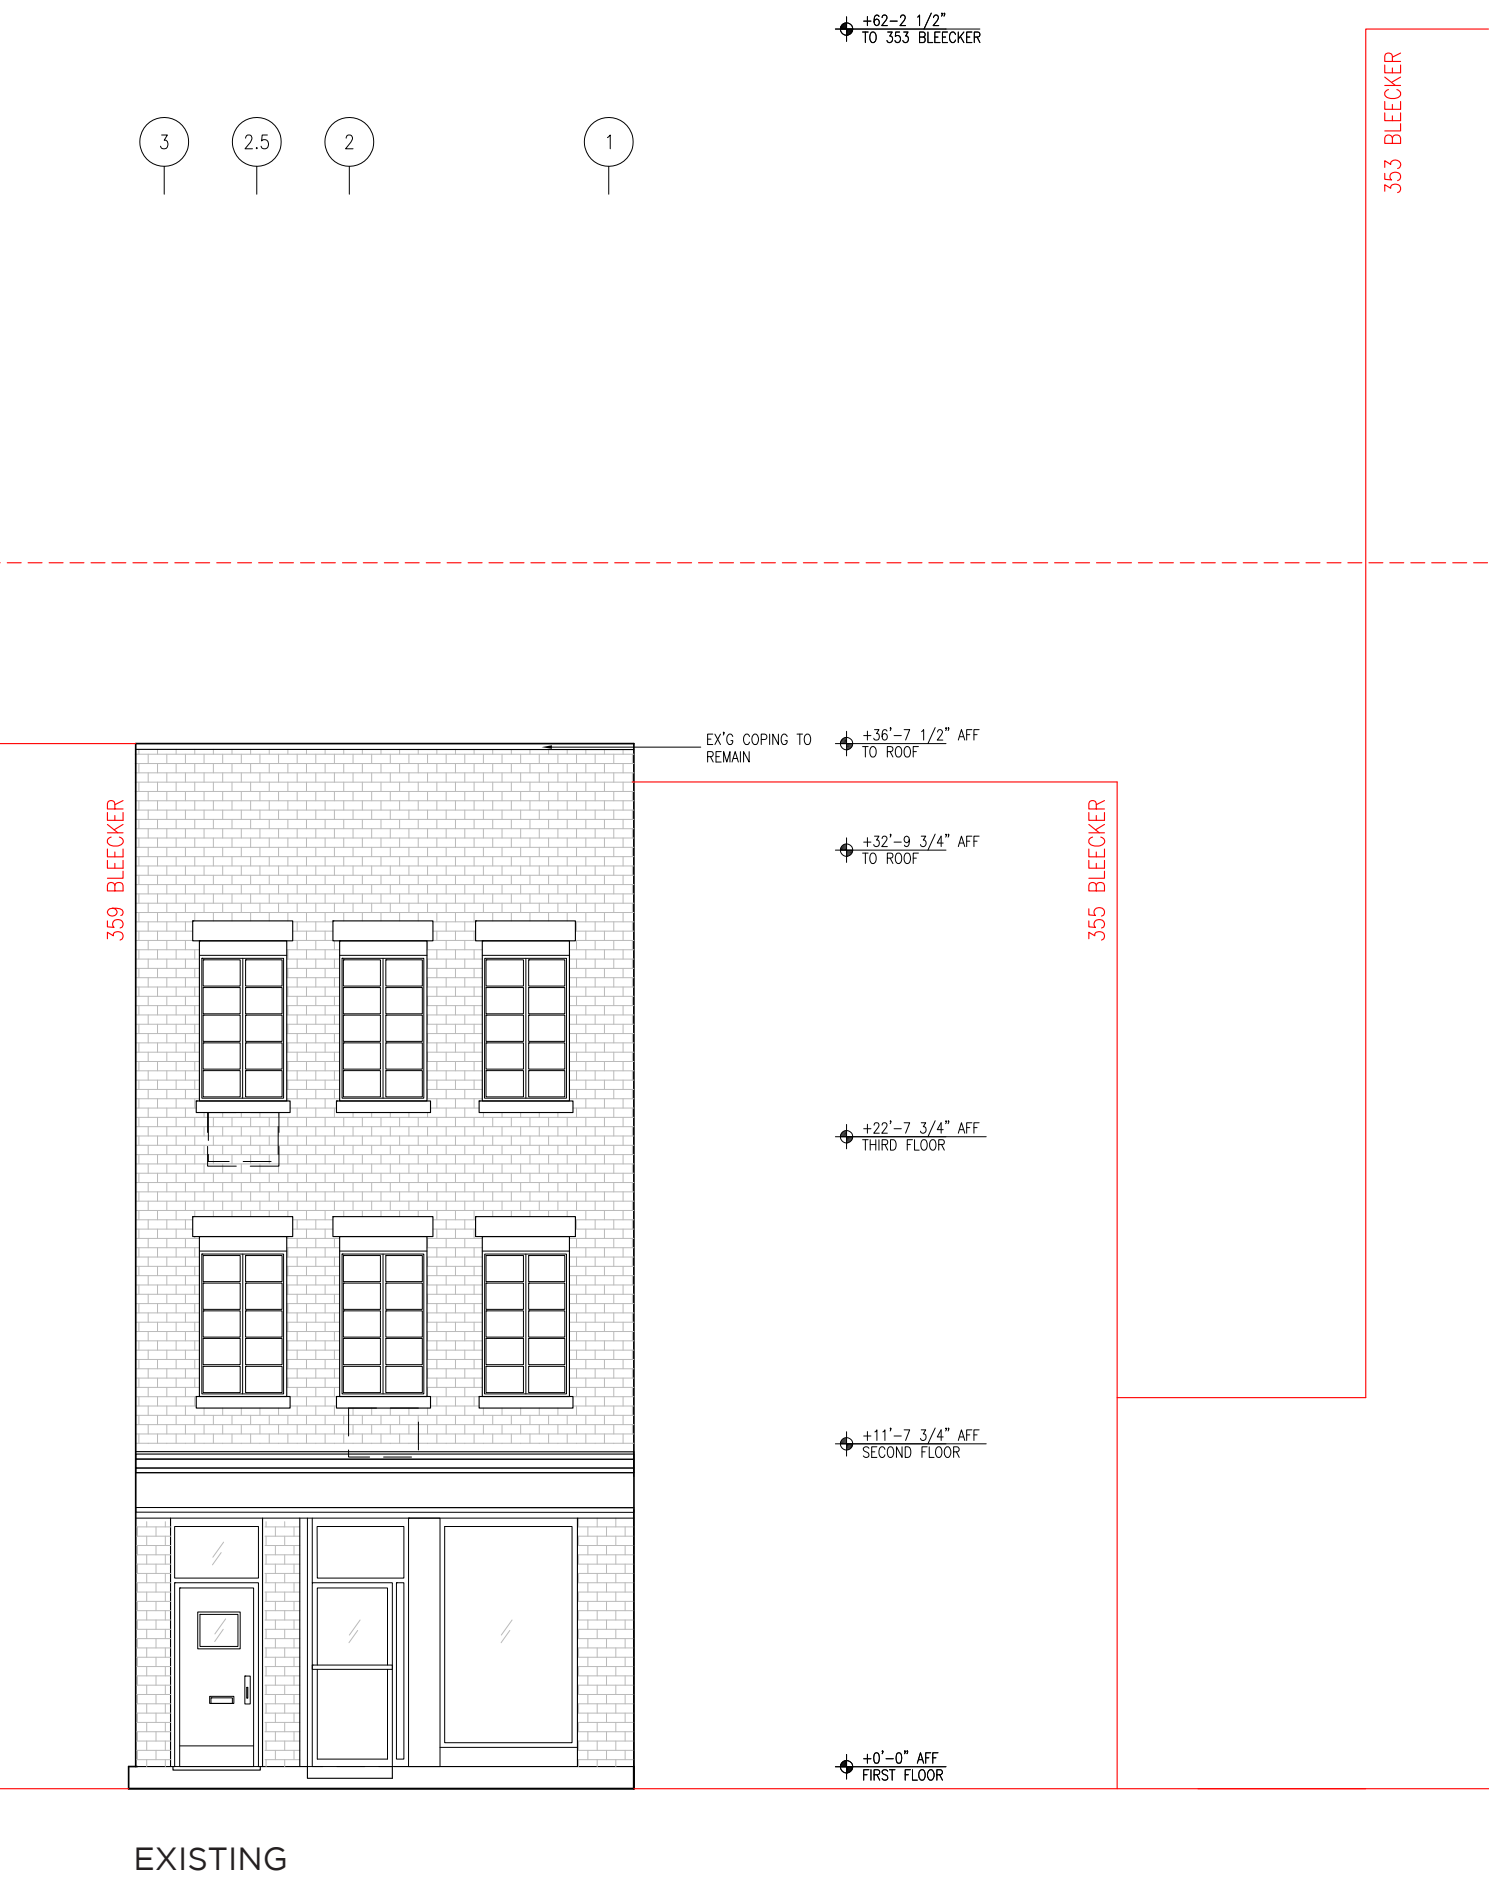 +62-2 1/2"
TO 353 BLEECKER
353 BLEECKER
3
2.5
2
1
EX'G COPING TO
REMAIN
+36'-7 1/2" AFF
TO ROOF
359 BLEECKER
355 BLEECKER
+32'-9 3/4" AFF
TO ROOF
+22'-7 3/4" AFF
THIRD FLOOR
+11'-7 3/4" AFF
SECOND FLOOR
+0'-0" AFF
FIRST FLOOR
EXISTING